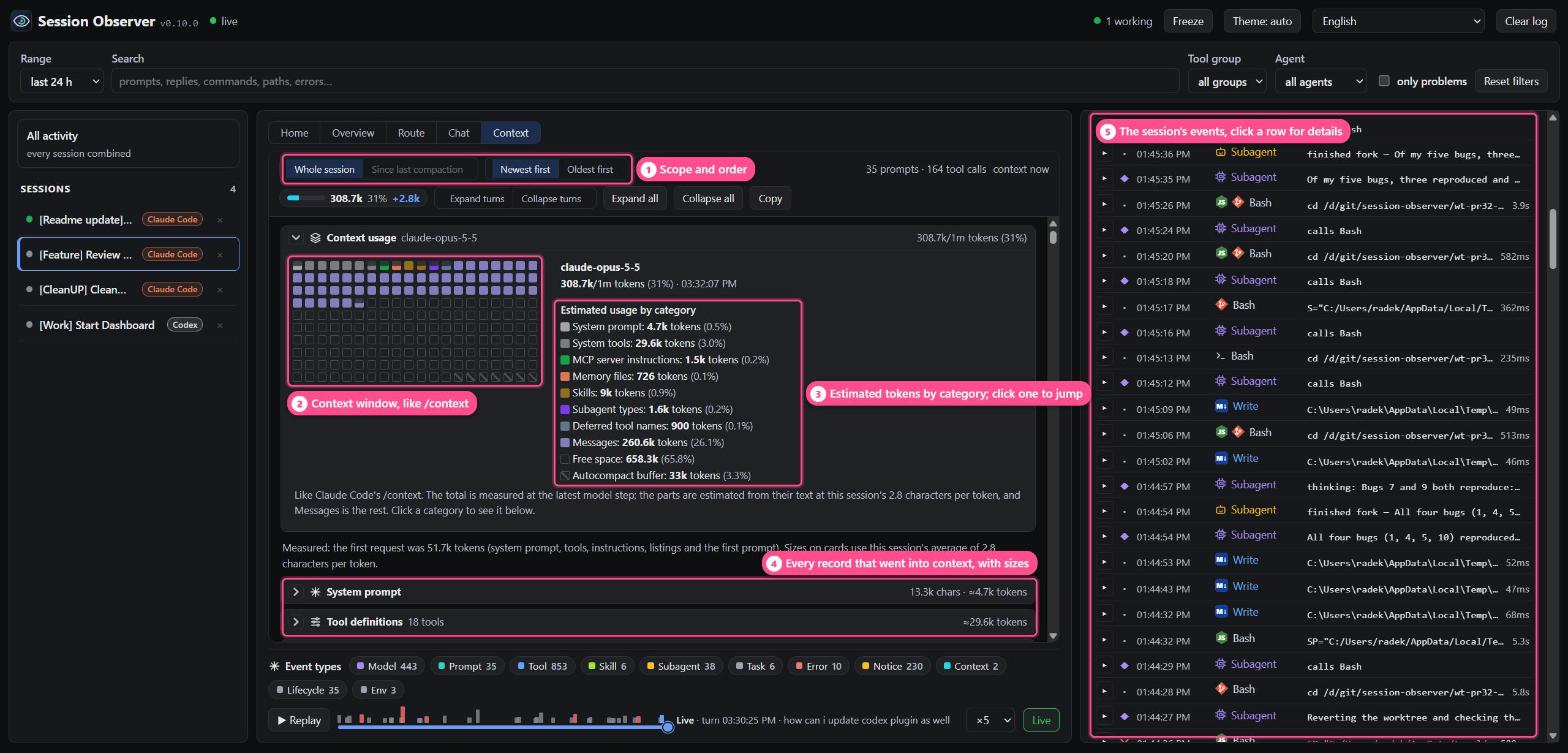 Session Observer v0.10.0 live
1 working Freeze Theme: auto English Clear log
Range Search Tool group Agent
last 24 h prompts, replies, commands, paths, errors... all groups all agents only problems Reset filters
All activity
every session combined
SESSIONS 4
[Readme update]... Claude Code ×
[Feature] Review ... Claude Code ×
[CleanUP] Clean... Claude Code ×
[Work] Start Dashboard Codex ×
Home Overview Route Chat Context
Whole session Since last compaction Newest first Oldest first 1 Scope and order 35 prompts · 164 tool calls context now
308.7k 31% +2.8k Expand turns Collapse turns Expand all Collapse all Copy
Context usage claude-opus-5-5 308.7k/1m tokens (31%)
claude-opus-5-5
308.7k/1m tokens (31%) · 03:32:07 PM
Estimated usage by category
System prompt: 4.7k tokens (0.5%)
System tools: 29.6k tokens (3.0%)
MCP server instructions: 1.5k tokens (0.2%)
Memory files: 726 tokens (0.1%)
Skills: 9k tokens (0.9%)
Subagent types: 1.6k tokens (0.2%)
Deferred tool names: 900 tokens (0.1%)
Messages: 260.6k tokens (26.1%)
Free space: 658.3k (65.8%)
Autocompact buffer: 33k tokens (3.3%)
2 Context window, like /context
3 Estimated tokens by category; click one to jump
Like Claude Code's /context. The total is measured at the latest model step; the parts are estimated from their text at this session's 2.8 characters per token, and
Messages is the rest. Click a category to see it below.
Measured: the first request was 51.7k tokens (system prompt, tools, instructions, listings and the first prompt). Sizes on cards use this session's average of 2.8
characters per token.
4 Every record that went into context, with sizes
System prompt 13.3k chars · ≈4.7k tokens
Tool definitions 18 tools ≈29.6k tokens
Event types Model 443 Prompt 35 Tool 853 Skill 6 Subagent 38 Task 6 Error 10 Notice 230 Context 2
Lifecycle 35 Env 3
Replay Live · turn 03:30:25 PM · how can i update codex plugin as well ×5 Live
5 The session's events, click a row for details
01:45:36 PM Subagent finished fork — Of my five bugs, three...
01:45:35 PM Subagent Of my five bugs, three reproduced and ...
01:45:26 PM Bash cd /d/git/session-observer/wt-pr32-... 3.9s
01:45:24 PM Subagent calls Bash
01:45:20 PM Bash cd /d/git/session-observer/wt-pr3... 582ms
01:45:18 PM Subagent calls Bash
01:45:17 PM Bash S="C:/Users/radek/AppData/Local/T... 362ms
01:45:16 PM Subagent calls Bash
01:45:13 PM Bash cd /d/git/session-observer/wt-pr3... 235ms
01:45:12 PM Subagent calls Bash
01:45:09 PM Write C:\Users\radek\AppData\Local\Temp\... 49ms
01:45:06 PM Bash cd /d/git/session-observer/wt-pr3... 513ms
01:45:02 PM Write C:\Users\radek\AppData\Local\Temp\... 46ms
01:44:57 PM Subagent thinking: Bugs 7 and 9 both reproduce:...
01:44:54 PM Subagent finished fork — All four bugs (1, 4, 5...
01:44:54 PM Subagent All four bugs (1, 4, 5, 10) reproduced...
01:44:53 PM Write C:\Users\radek\AppData\Local\Temp\... 52ms
01:44:43 PM Write C:\Users\radek\AppData\Local\Temp\... 47ms
01:44:32 PM Write C:\Users\radek\AppData\Local\Temp\... 68ms
01:44:32 PM Bash SP="C:/Users/radek/AppData/Local/Te... 5.3s
01:44:29 PM Subagent calls Bash
01:44:28 PM Bash cd /d/git/session-observer/wt-pr32-... 5.8s
01:44:27 PM Subagent Reverting the worktree and checking th...